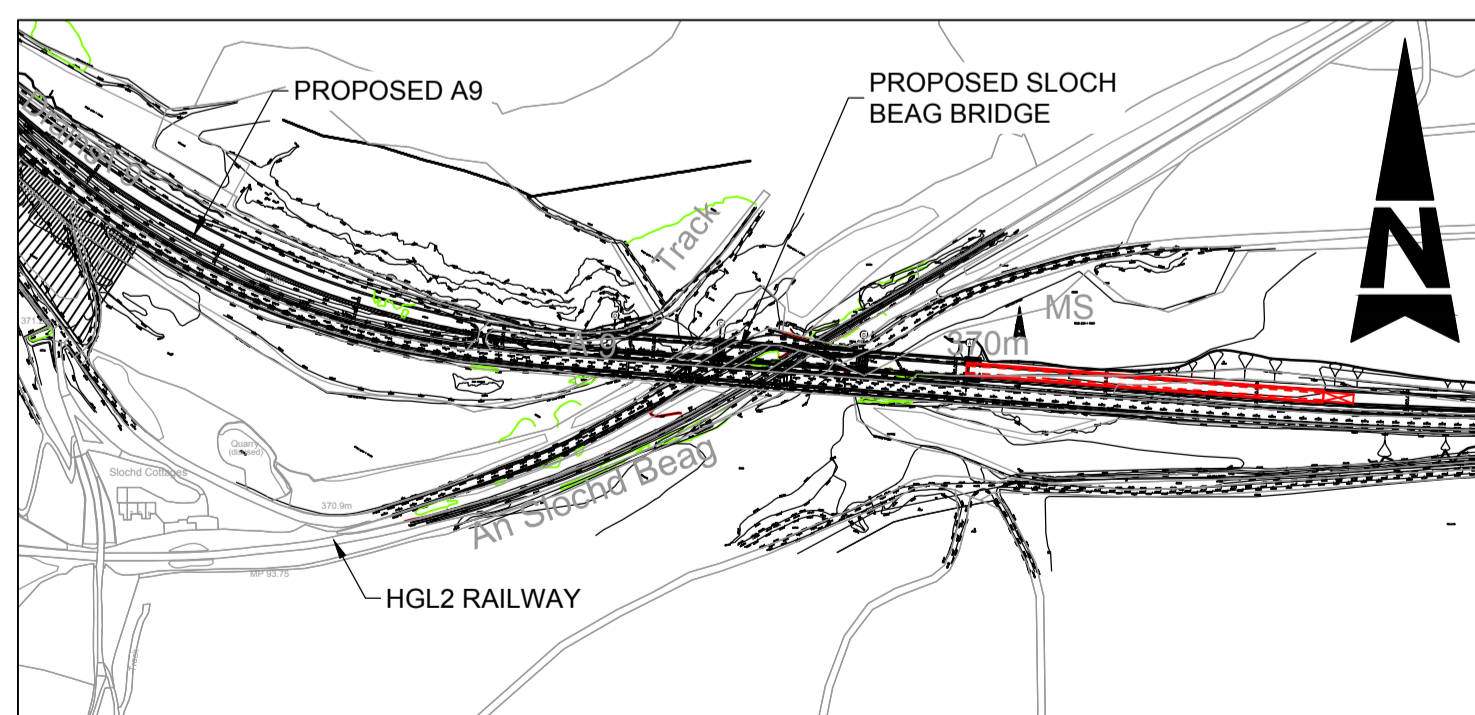 PROPOSED A9
PROPOSED SLOCH
BEAG BRIDGE
N
Track
MS
370m
A 9
Quarry
(disused)
Slochd Cottages
370.9m
An Slochd Beag
MP 93.75
HGL2 RAILWAY
Track